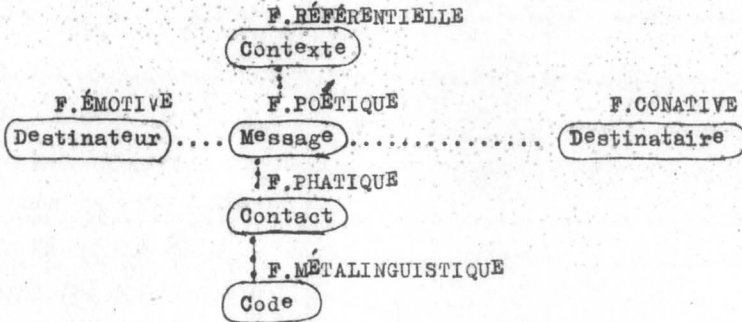 F.RÉFÉRENTIELLE
Contexte
F.ÉMOTIVE F.POÉTIQUE F.CONATIVE
Destinateur .... Message .............. Destinataire
F.PHATIQUE
Contact
F.MÉTALINGUISTIQUE
Code